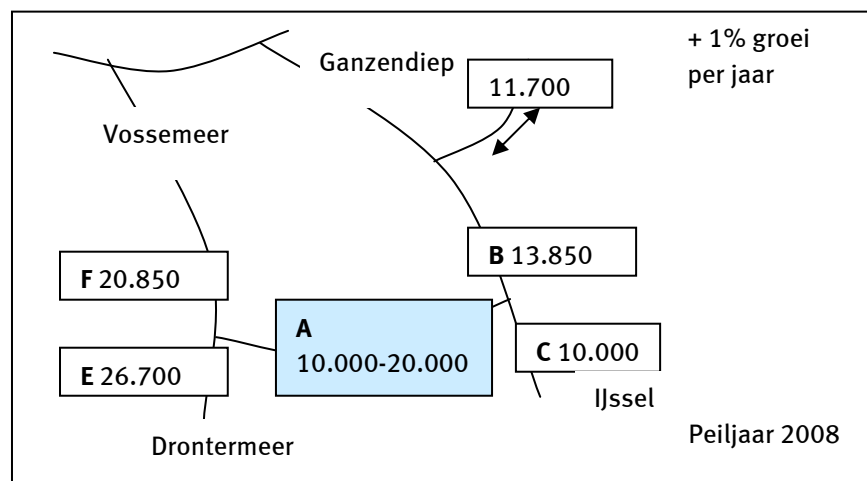 + 1% groei
per jaar
Ganzendiep
11.700
Vossemeer
B 13.850
F 20.850
A
10.000-20.000
C 10.000
E 26.700
IJssel
Drontermeer
Peiljaar 2008